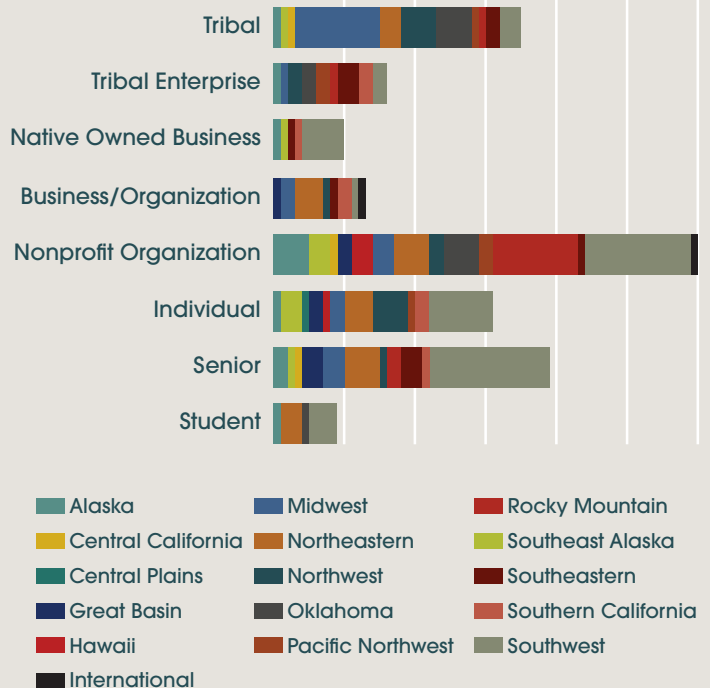 Tribal
Tribal Enterprise
Native Owned Business
Business/Organization
Nonprofit Organization
Individual
Senior
Student
Alaska Midwest Rocky Mountain
Central California Northeastern Southeast Alaska
Central Plains Northwest Southeastern
Great Basin Oklahoma Southern California
Hawaii Pacific Northwest Southwest
International